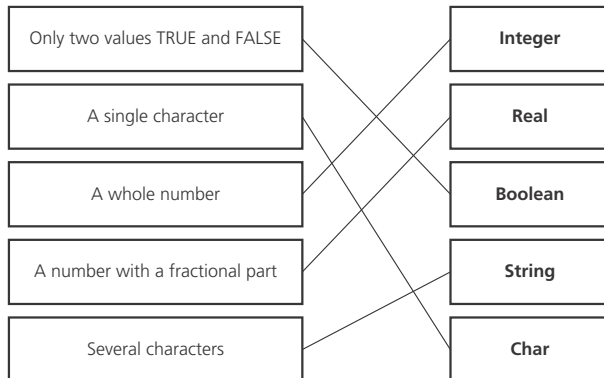 Only two values TRUE and FALSE
Integer
A single character
Real
A whole number
Boolean
A number with a fractional part
String
Several characters
Char